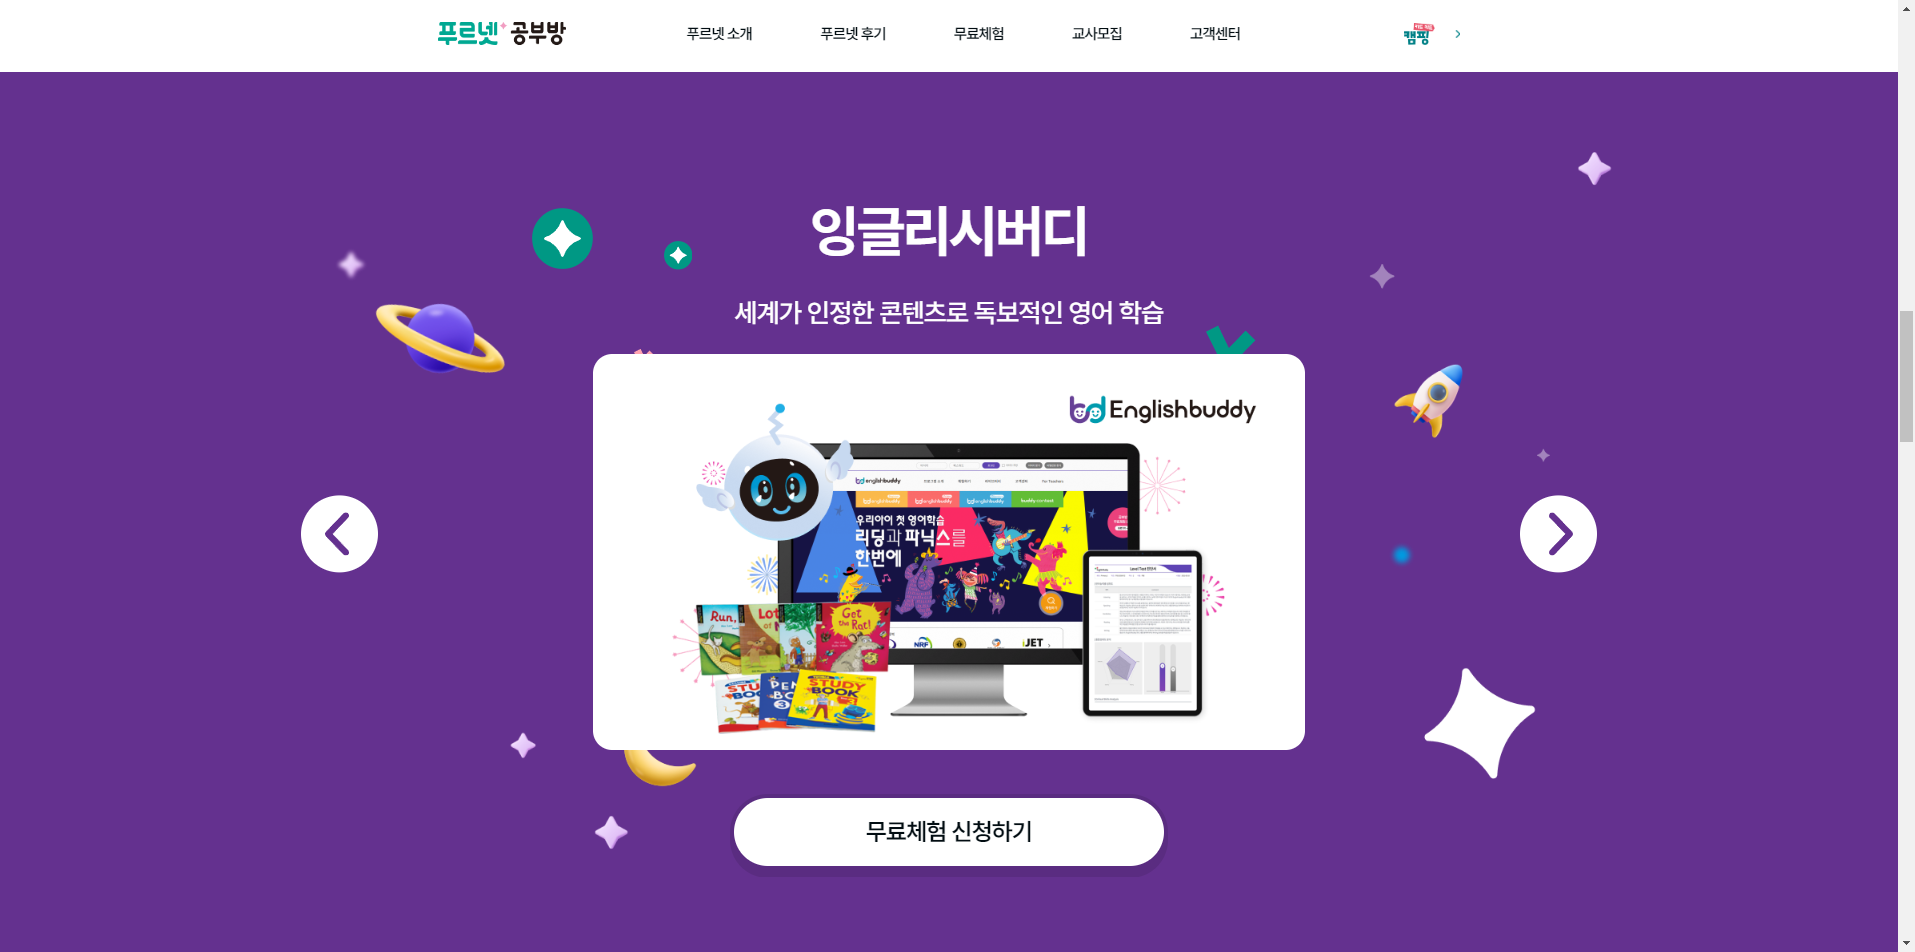 푸르넷 공부방
푸르넷 소개
푸르넷 후기
무료체험
교사모집
고객센터
캠핑
잉글리시버디
세계가 인정한 콘텐츠로 독보적인 영어 학습
bd Englishbuddy
bd englishbuddy
우리아이 첫 영어학습
리딩과 파닉스를
한번에
NRF
JET
Run,
Get
the Rat!
STUDY
BOOK
3
무료체험 신청하기